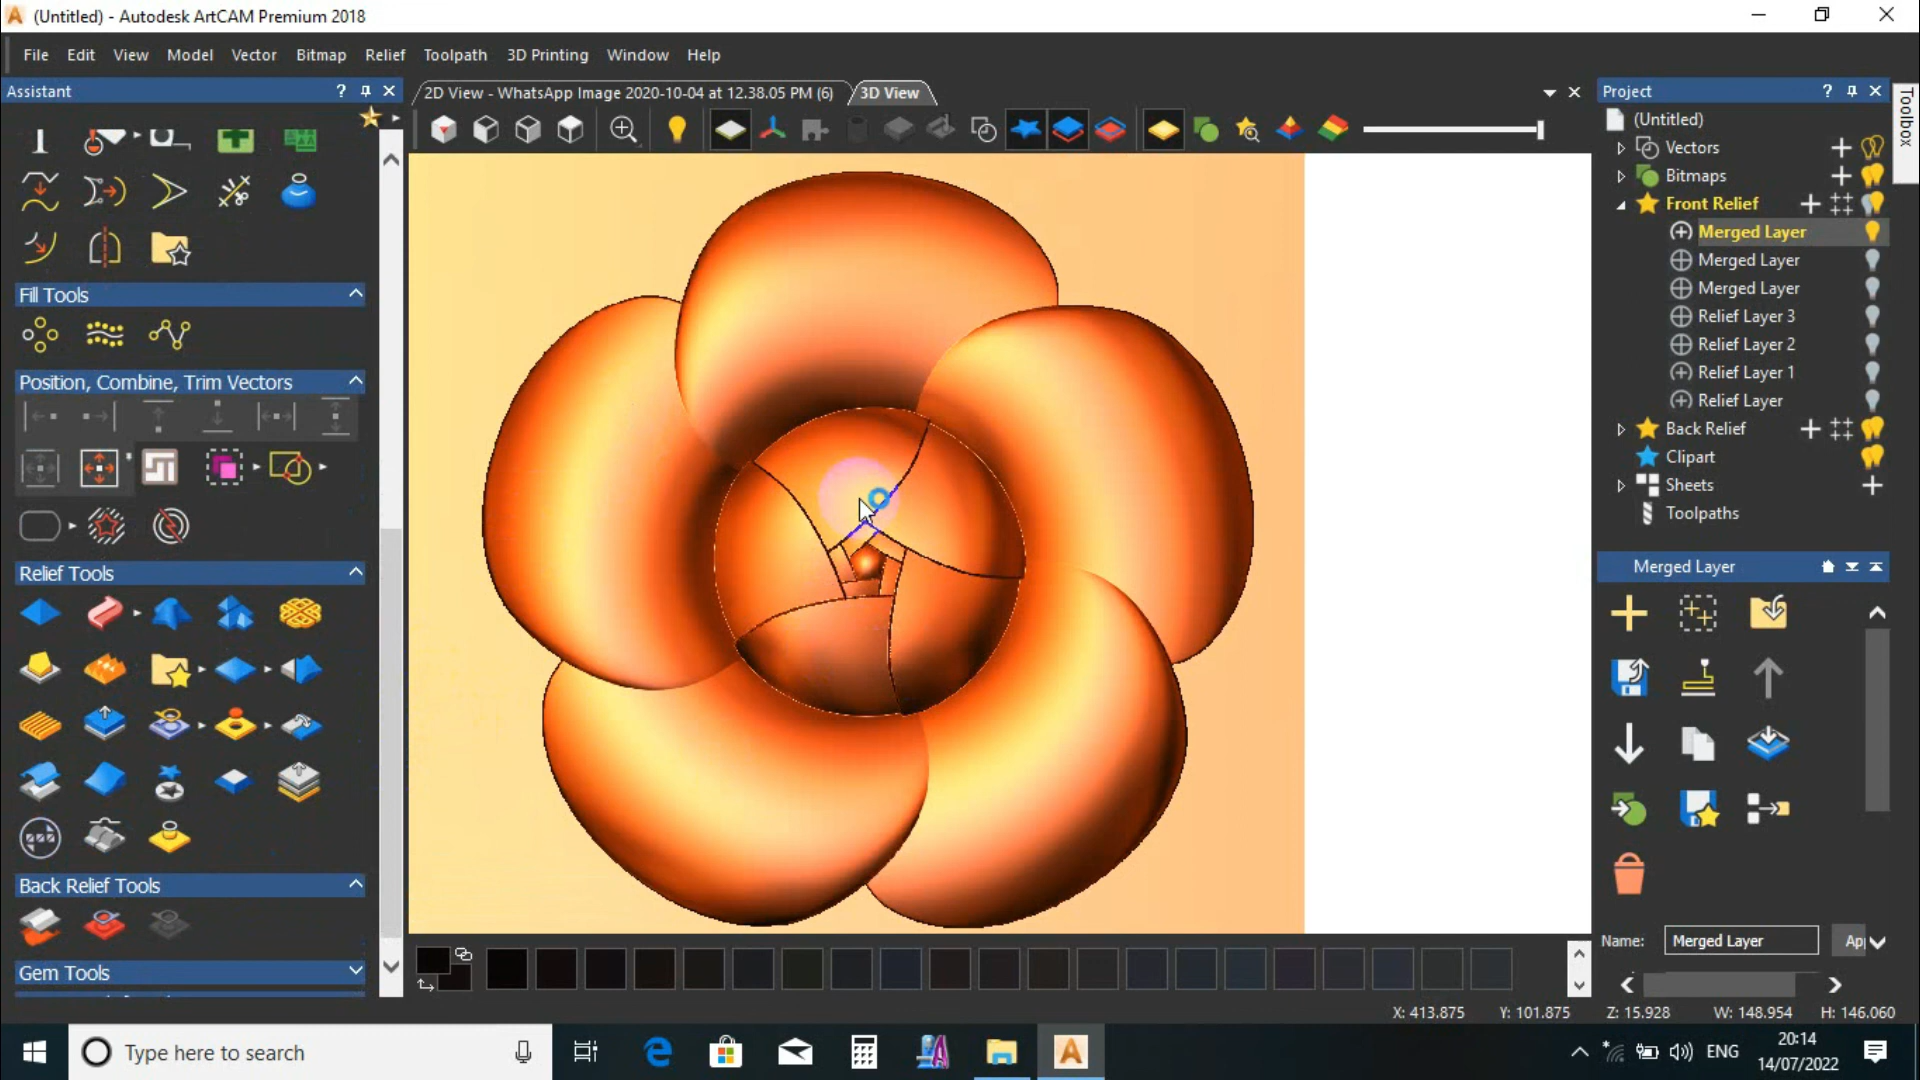 (Untitled) - Autodesk ArtCAM Premium 2018
File Edit View Model Vector Bitmap Relief Toolpath 3D Printing Window Help
Assistant ?
2D View - WhatsApp Image 2020-10-04 at 12.38.05 PM (6)
3D View
Project ?
Toolbox
(Untitled)
Vectors
Bitmaps
Front Relief
Merged Layer
Merged Layer
Merged Layer
Relief Layer 3
Relief Layer 2
Relief Layer 1
Relief Layer
Back Relief
Clipart
Sheets
Toolpaths
Fill Tools
Position, Combine, Trim Vectors
Relief Tools
Back Relief Tools
Gem Tools
Merged Layer
Name: Merged Layer Ap
X: 413.875 Y: 101.875 Z: 15.928 W: 148.954 H: 146.060
Type here to search
ENG
20:14
14/07/2022